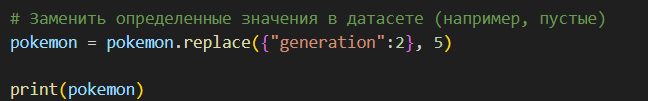 # Заменить определенные значения в датасете (например, пустые)
pokemon = pokemon.replace({"generation":2}, 5)
print(pokemon)